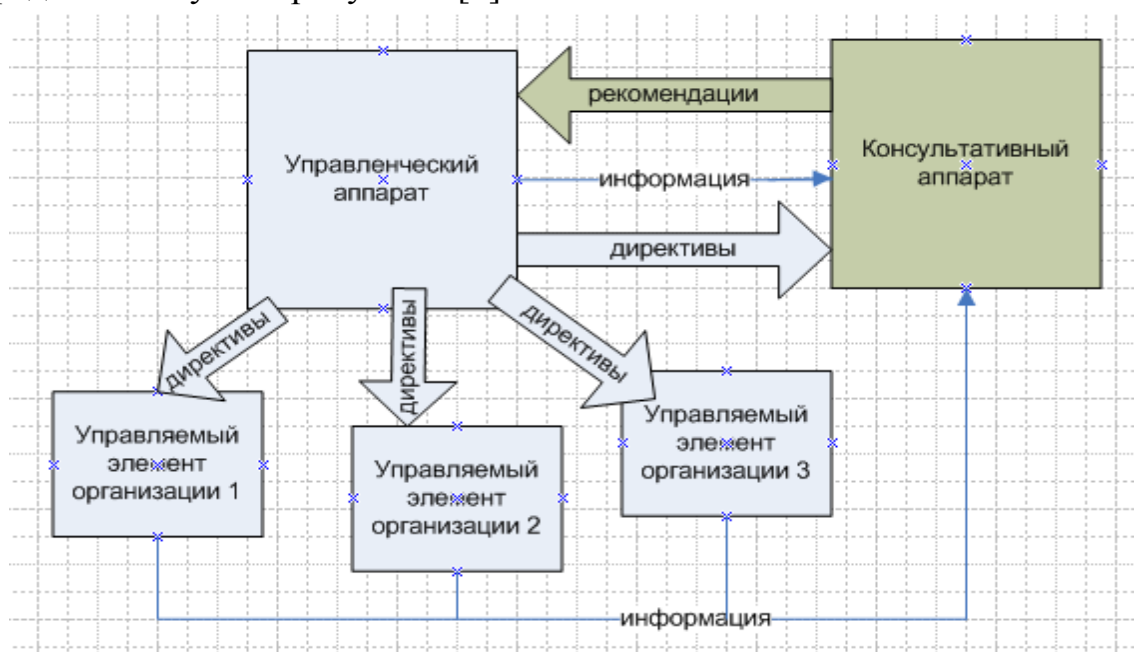 рекомендации
Управленческий
аппарат
Консультативный
аппарат
информация
директивы
директивы
директивы
директивы
Управляемый
элемент
организации 1
Управляемый
элемент
организации 2
Управляемый
элемент
организации 3
информация